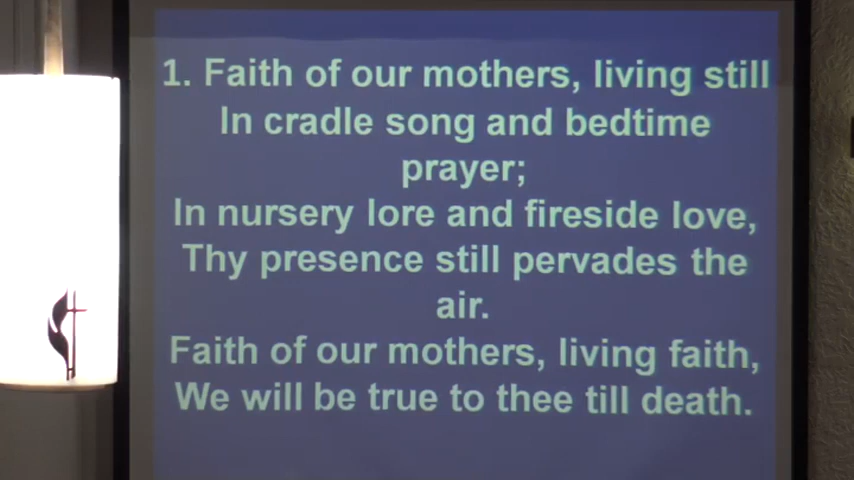 1. Faith of our mothers, living still
In cradle song and bedtime
prayer;
In nursery lore and fireside love,
Thy presence still pervades the
air.
Faith of our mothers, living faith,
We will be true to thee till death.